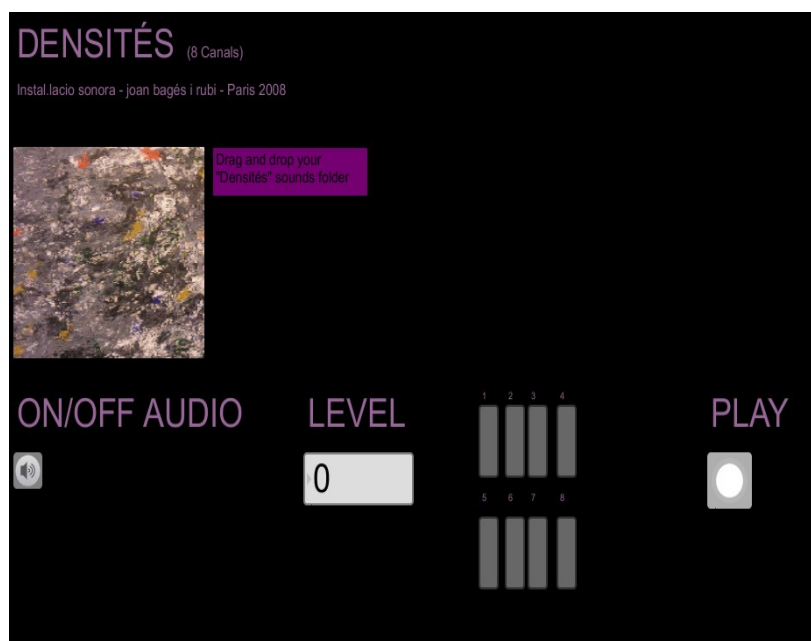 DENSITÉS (8 Canals)
Instal.lacio sonora - joan bagés i rubi - Paris 2008
Drag and drop your
"Densités" sounds folder
ON/OFF AUDIO
LEVEL
0
1 2 3 4
5 6 7 8
PLAY